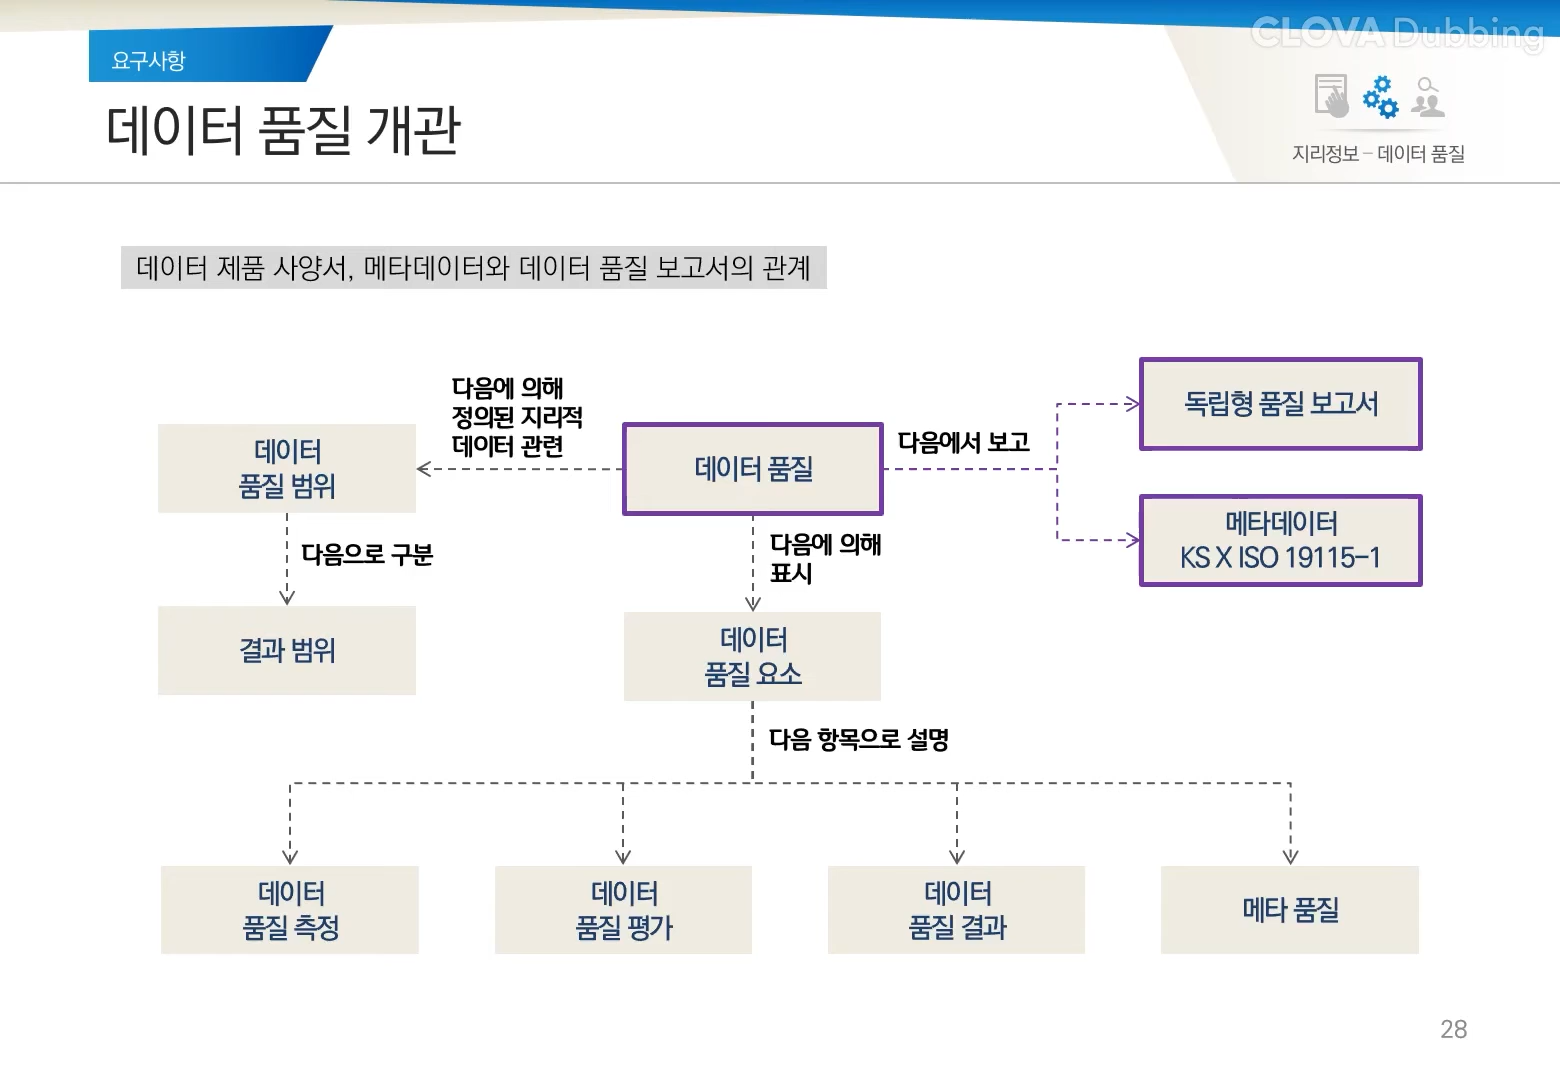 CLOVA Dubbing
요구사항
데이터 품질 개관
지리정보 – 데이터 품질
데이터 제품 사양서, 메타데이터와 데이터 품질 보고서의 관계
다음에 의해
정의된 지리적
데이터 관련
데이터
품질 범위
데이터 품질
다음에서 보고
독립형 품질 보고서
메타데이터
KS X ISO 19115-1
다음으로 구분
다음에 의해
표시
결과 범위
데이터
품질 요소
다음 항목으로 설명
데이터
품질 측정
데이터
품질 평가
데이터
품질 결과
메타 품질
28